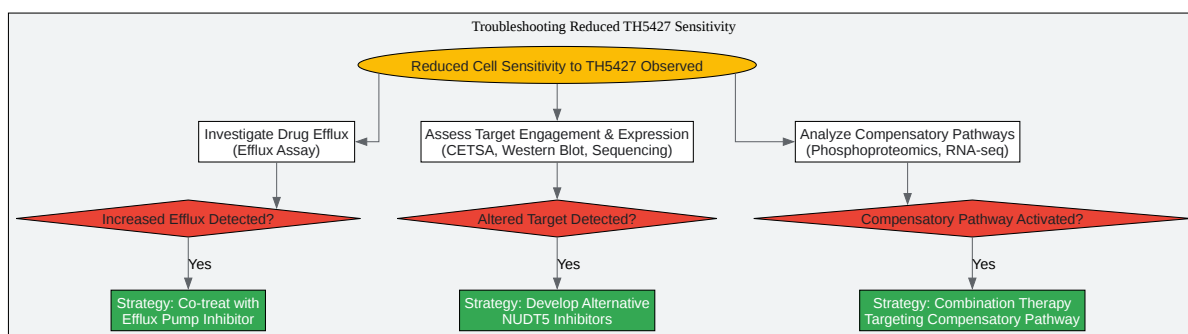 Troubleshooting Reduced TH5427 Sensitivity
Reduced Cell Sensitivity to TH5427 Observed
Investigate Drug Efflux
(Efflux Assay)
Assess Target Engagement & Expression
(CETSA, Western Blot, Sequencing)
Analyze Compensatory Pathways
(Phosphoproteomics, RNA-seq)
Increased Efflux Detected?
Altered Target Detected?
Compensatory Pathway Activated?
Yes
Yes
Yes
Strategy: Co-treat with
Efflux Pump Inhibitor
Strategy: Develop Alternative
NUDT5 Inhibitors
Strategy: Combination Therapy
Targeting Compensatory Pathway